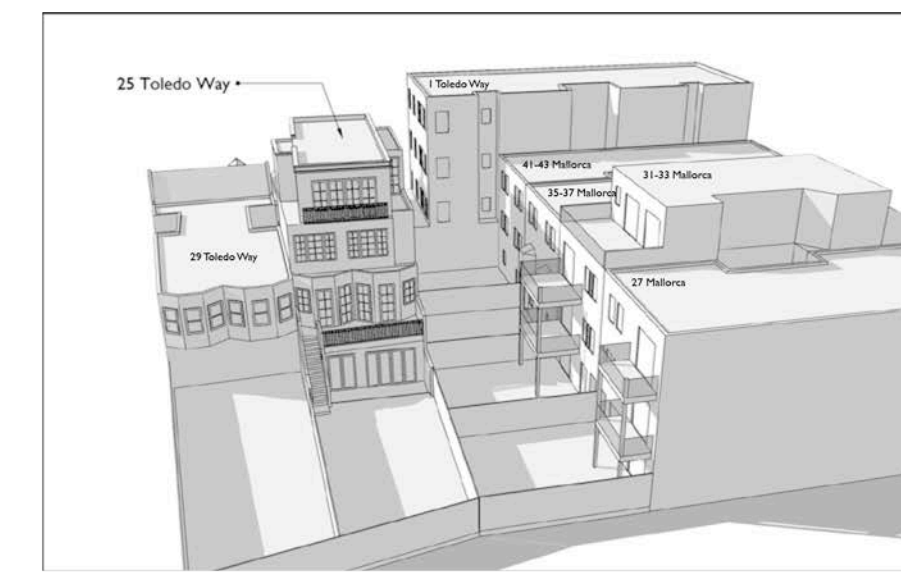 25 Toledo Way
1 Toledo Way
41-43 Mallorca
31-33 Mallorca
35-37 Mallorca
29 Toledo Way
27 Mallorca